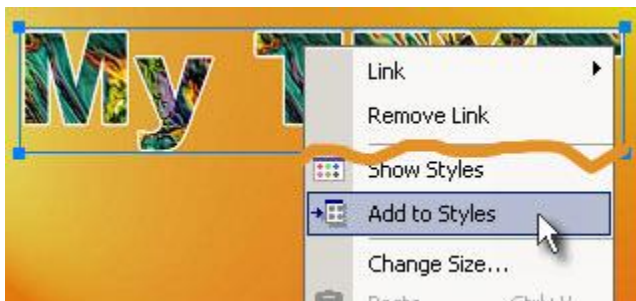 My
Link
Remove Link
Show Styles
Add to Styles
Change Size...